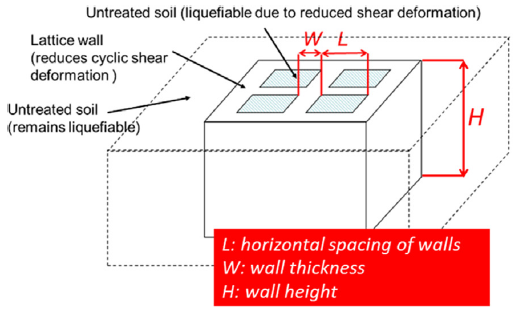 Untreated soil (liquefiable due to reduced shear deformation)
Lattice wall
(reduces cyclic shear
deformation )
W
L
Untreated soil
(remains liquefiable)
H
L: horizontal spacing of walls
W: wall thickness
H: wall height